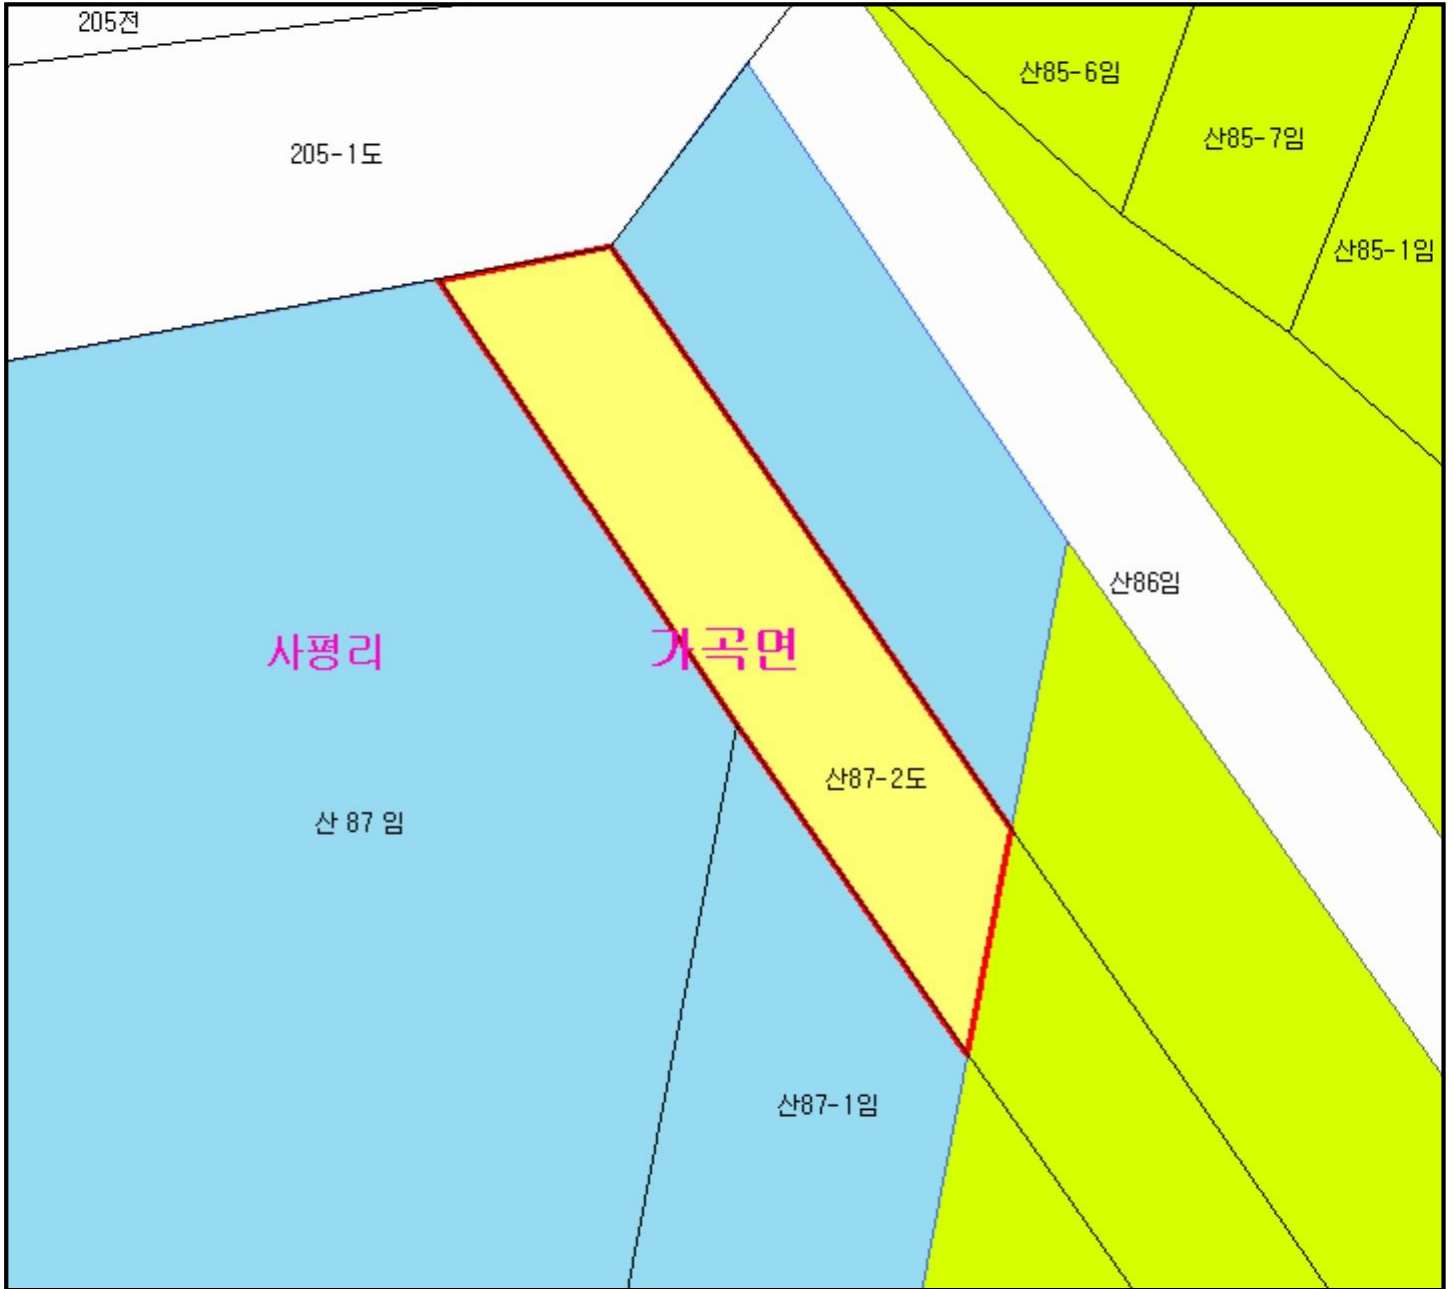 205전
산85-6임
산85-7임
205-1도
산85-1임
산86임
사평리
가곡면
산87-2도
산 87 임
산87-1임